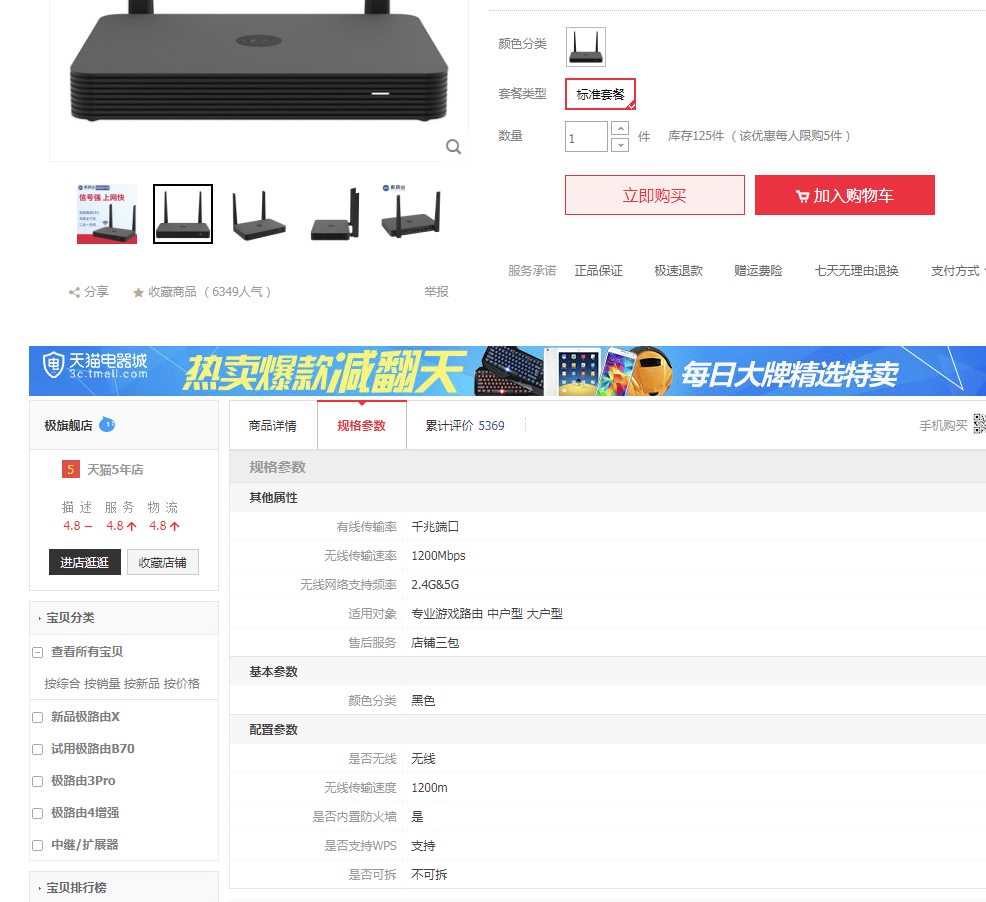 颜色分类
套餐类型 标准套餐
数量 1 件 库存125件 ( 该优惠每人限购5件 )
立即购买 加入购物车
信号强 上网快
服务承诺 正品保证 极速退款 赠运费险 七天无理由退换 支付方式
分享 收藏商品 ( 6349人气 ) 举报
天猫电器城
3c.tmall.com
热卖爆款减翻天
每日大牌精选特卖
极旗舰店
5 天猫5年店
描 述 服 务 物 流
4.8 4.8 4.8
进店逛逛 收藏店铺
宝贝分类
查看所有宝贝
按综合 按销量 按新品 按价格
新品极路由X
试用极路由B70
极路由3Pro
极路由4增强
中继/扩展器
宝贝排行榜
商品详情 规格参数 累计评价 5369 手机购买
规格参数
其他属性
有线传输率 千兆端口
无线传输速率 1200Mbps
无线网络支持频率 2.4G&5G
适用对象 专业游戏路由 中户型 大户型
售后服务 店铺三包
基本参数
颜色分类 黑色
配置参数
是否无线 无线
无线传输速度 1200m
是否内置防火墙 是
是否支持WPS 支持
是否可拆 不可拆